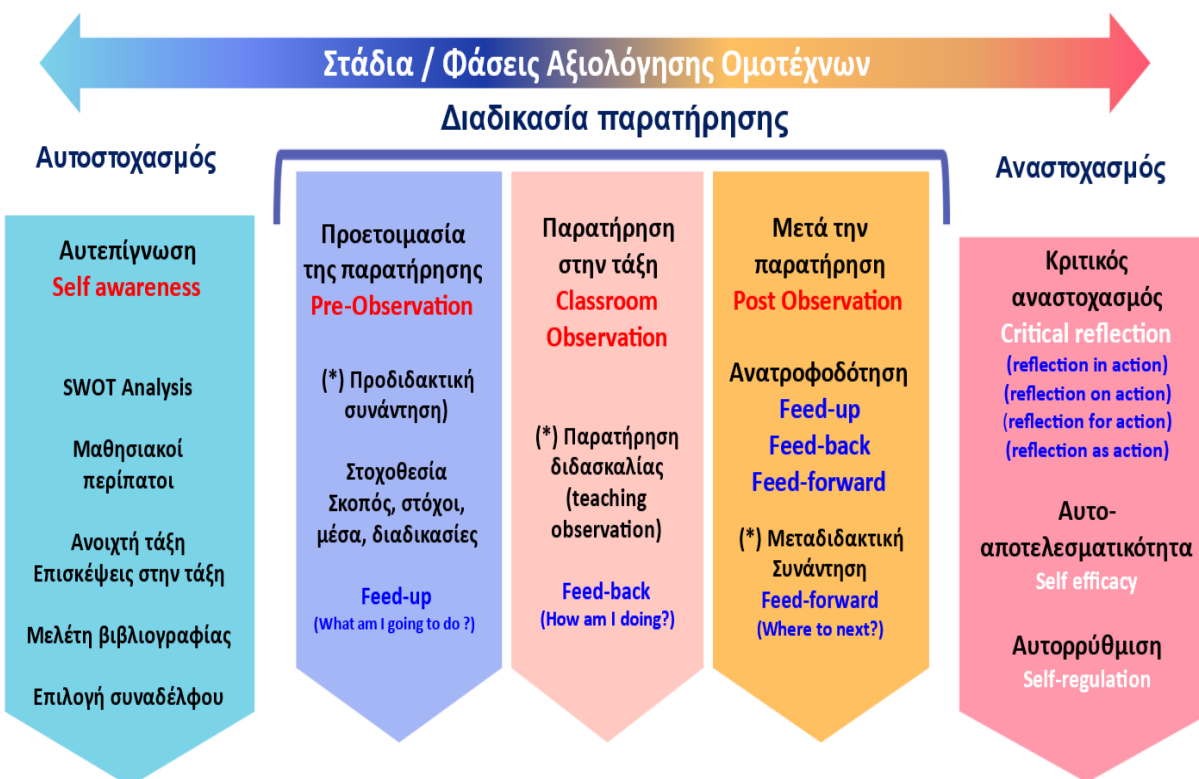 Στάδια / Φάσεις Αξιολόγησης Ομοτέχνων
Διαδικασία παρατήρησης
Αυτοστοχασμός
Αυτεπίγνωση
Self awareness
SWOT Analysis
Μαθησιακοί
περίπατοι
Ανοιχτή τάξη
Επισκέψεις στην τάξη
Μελέτη βιβλιογραφίας
Επιλογή συναδέλφου
Προετοιμασία
της παρατήρησης
Pre-Observation
(*) Προδιδακτική
συνάντηση)
Στοχοθεσία
Σκοπός, στόχοι,
μέσα, διαδικασίες
Feed-up
(What am I going to do ?)
Παρατήρηση
στην τάξη
Classroom
Observation
(*) Παρατήρηση
διδασκαλίας
(teaching
observation)
Feed-back
(How am I doing?)
Μετά την
παρατήρηση
Post Observation
Ανατροφοδότηση
Feed-up
Feed-back
Feed-forward
(*) Μεταδιδακτική
Συνάντηση
Feed-forward
(Where to next?)
Αναστοχασμός
Κριτικός
αναστοχασμός
Critical reflection
(reflection in action)
(reflection on action)
(reflection for action)
(reflection as action)
Αυτο-
αποτελεσματικότητα
Self efficacy
Αυτορρύθμιση
Self-regulation